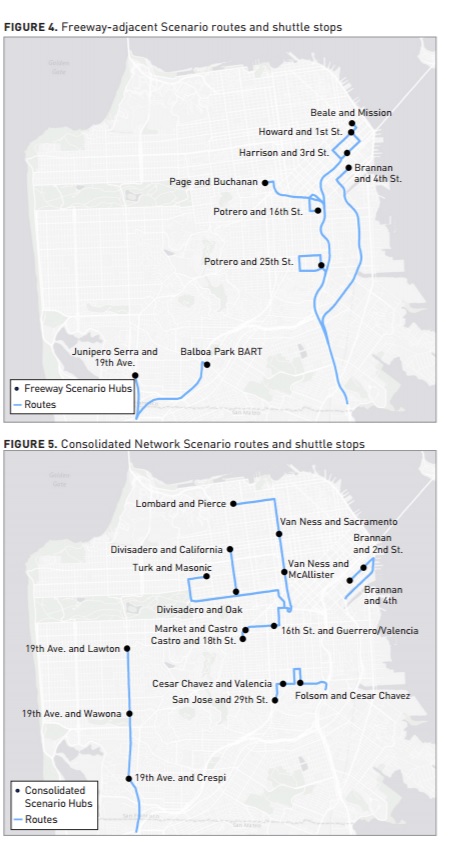 FIGURE 4. Freeway-adjacent Scenario routes and shuttle stops
Beale and Mission
Howard and 1st St.
Harrison and 3rd St.
Brannan
and 4th St.
Page and Buchanan
Potrero and 16th St.
Potrero and 25th St.
Junipero Serra and
19th Ave.
Balboa Park BART
Freeway Scenario Hubs
Routes
FIGURE 5. Consolidated Network Scenario routes and shuttle stops
Lombard and Pierce
Van Ness and Sacramento
Brannan
and 2nd St.
Divisadero and California
Turk and Masonic
Van Ness and
McAllister
Brannan
and 4th
Divisadero and Oak
Market and Castro
16th St. and Guerrero/Valencia
Castro and 18th St.
19th Ave. and Lawton
Cesar Chavez and Valencia
Folsom and Cesar Chavez
San Jose and 29th St.
19th Ave. and Wawona
19th Ave. and Crespi
Consolidated
Scenario Hubs
Routes